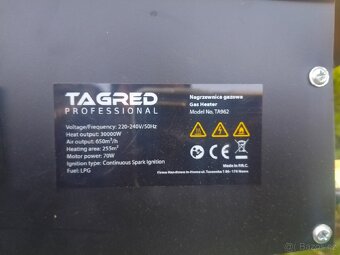 TAGRED
PROFESSIONAL
Voltage/Frequency: 220-240V/50Hz
Heat output: 30000W
Air output: 650m³/h
Heating area: 255m²
Motor power: 70W
Ignition type: Continuous Spark Ignition
Fuel: LPG
Nagrzewnica gazowa
Gas Heater
Model No. TA962
CE
Made in P.R.C.